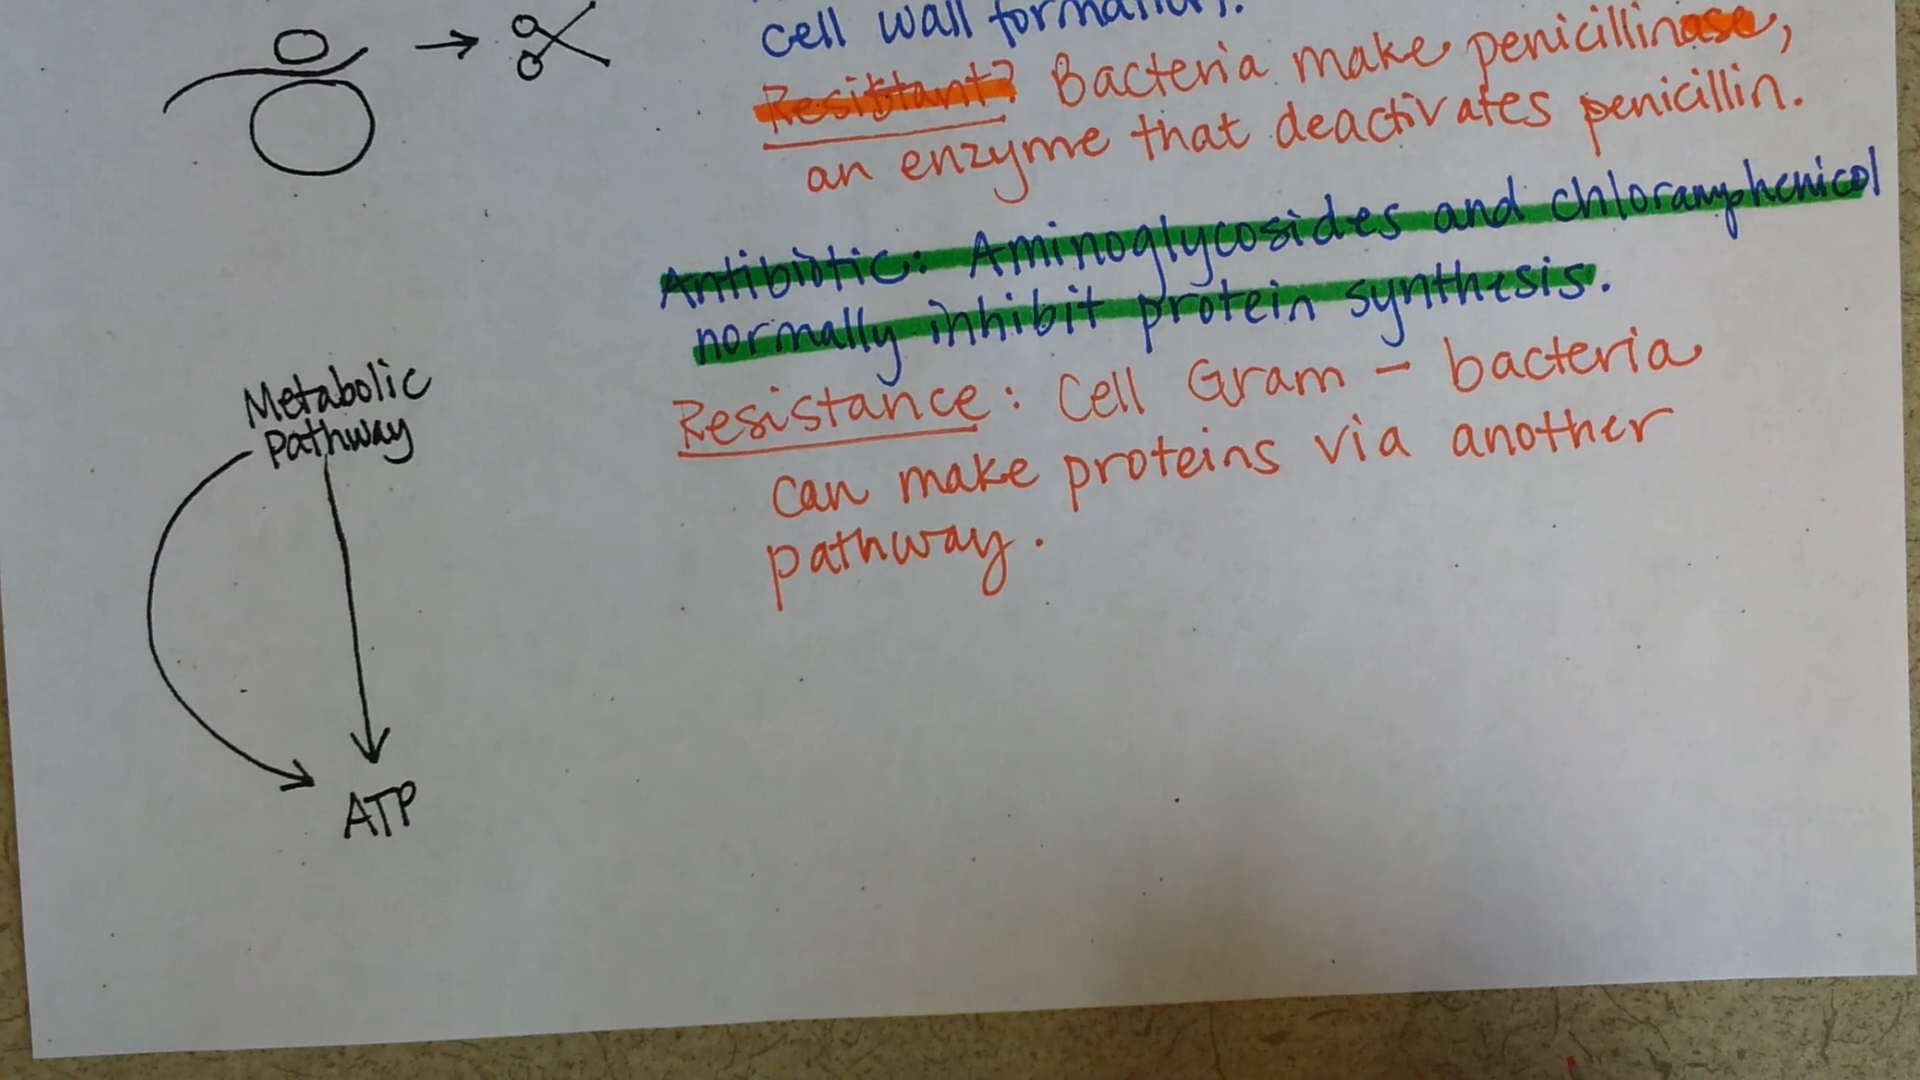 cell wall formation.
Resistant? Bacteria make penicillinase,
an enzyme that deactivates penicillin.
Antibiotic: Aminoglycosides and chloramphenicol
normally inhibit protein synthesis.
Resistance: Cell Gram - bacteria
can make proteins via another
pathway.
Metabolic
Pathway
ATP